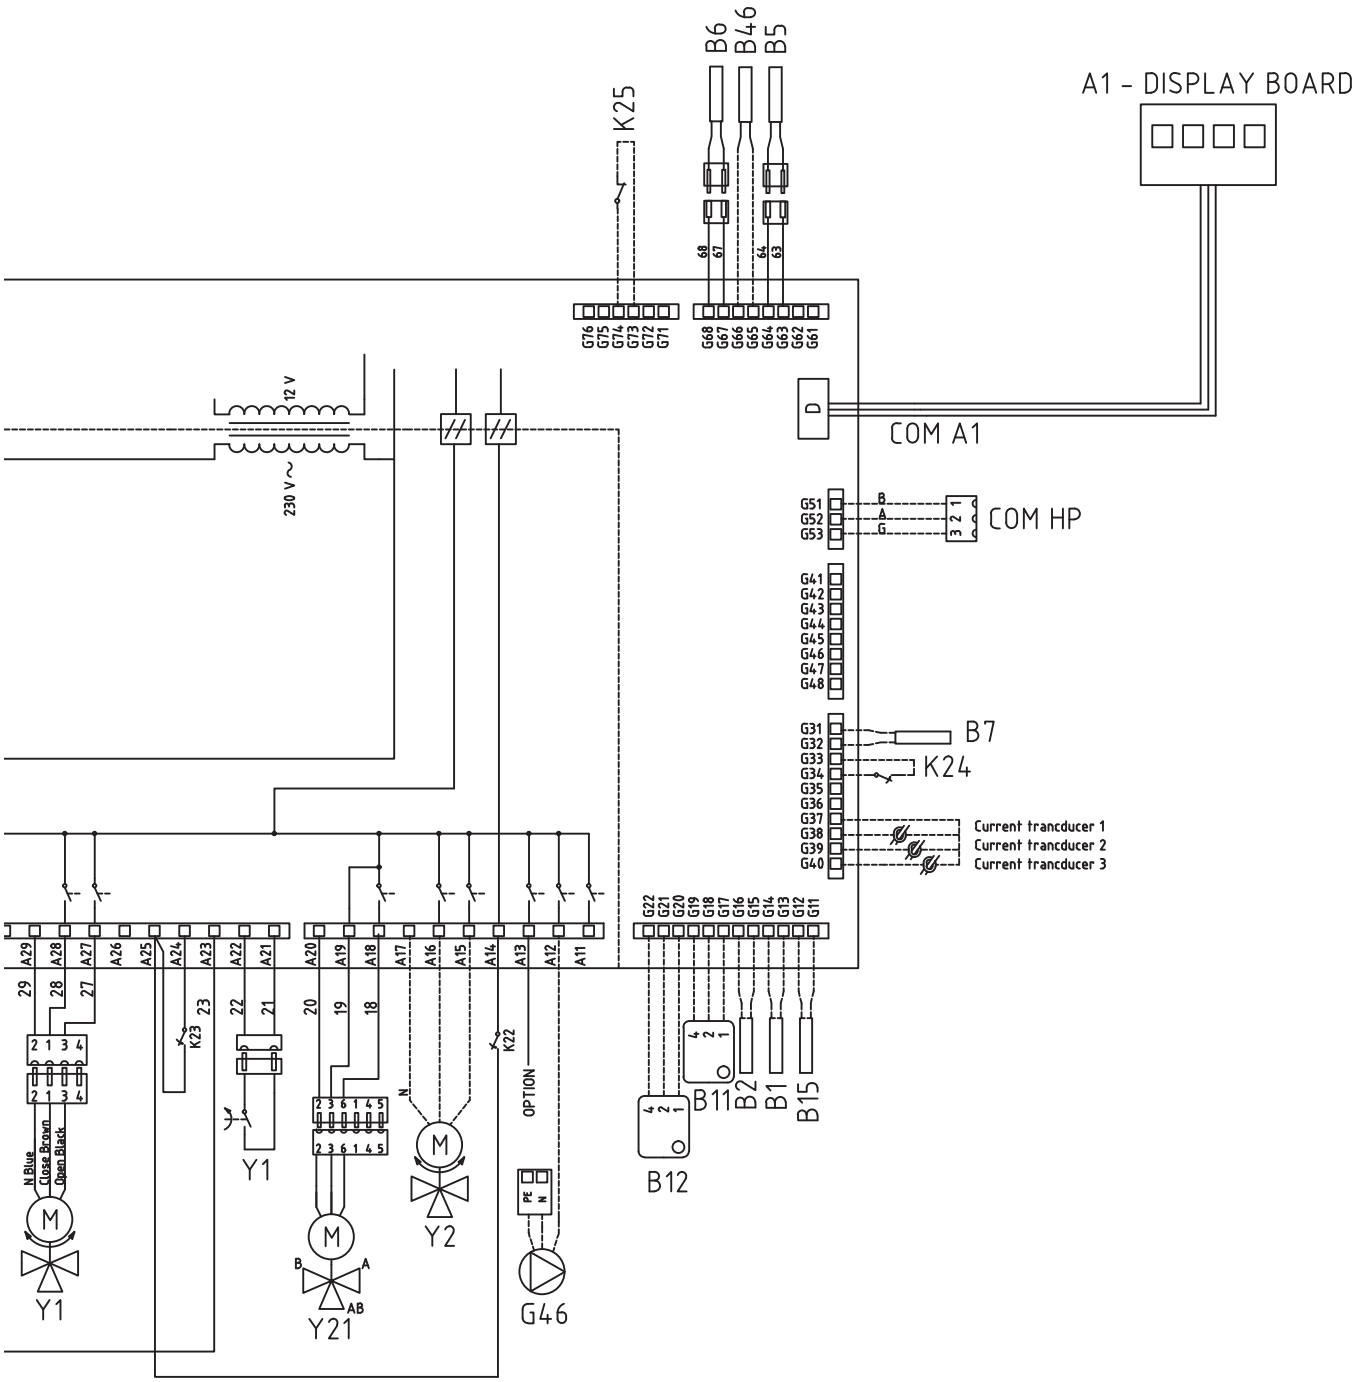 B6
B46
B5
K25
A1 - DISPLAY BOARD
68
67
64
63
G76
G75
G74
G73
G72
G71
G68
G67
G66
G65
G64
G63
G62
G61
12 V
230 V ~
D
COM A1
G51
G52
G53
B
A
G
1
2
3
COM HP
G41
G42
G43
G44
G45
G46
G47
G48
G31
G32
G33
G34
G35
G36
G37
G38
G39
G40
B7
K24
Current trancducer 1
Current trancducer 2
Current trancducer 3
G22
G21
G20
G19
G18
G17
G16
G15
G14
G13
G12
G11
A29
A28
A27
A26
A25
A24
A23
A22
A21
A20
A19
A18
A17
A16
A15
A14
A13
A12
A11
29
28
27
23
22
21
20
19
18
K23
K22
2 1 3 4
2 1 3 4
N Blue
Close Brown
Open Black
M
Y1
Y1
2 3 6 1 4 5
2 3 6 1 4 5
M
B
A
AB
Y21
N
M
Y2
OPTION
PE
N
G46
4 2 1
B11
4 2 1
B12
B2
B1
B15